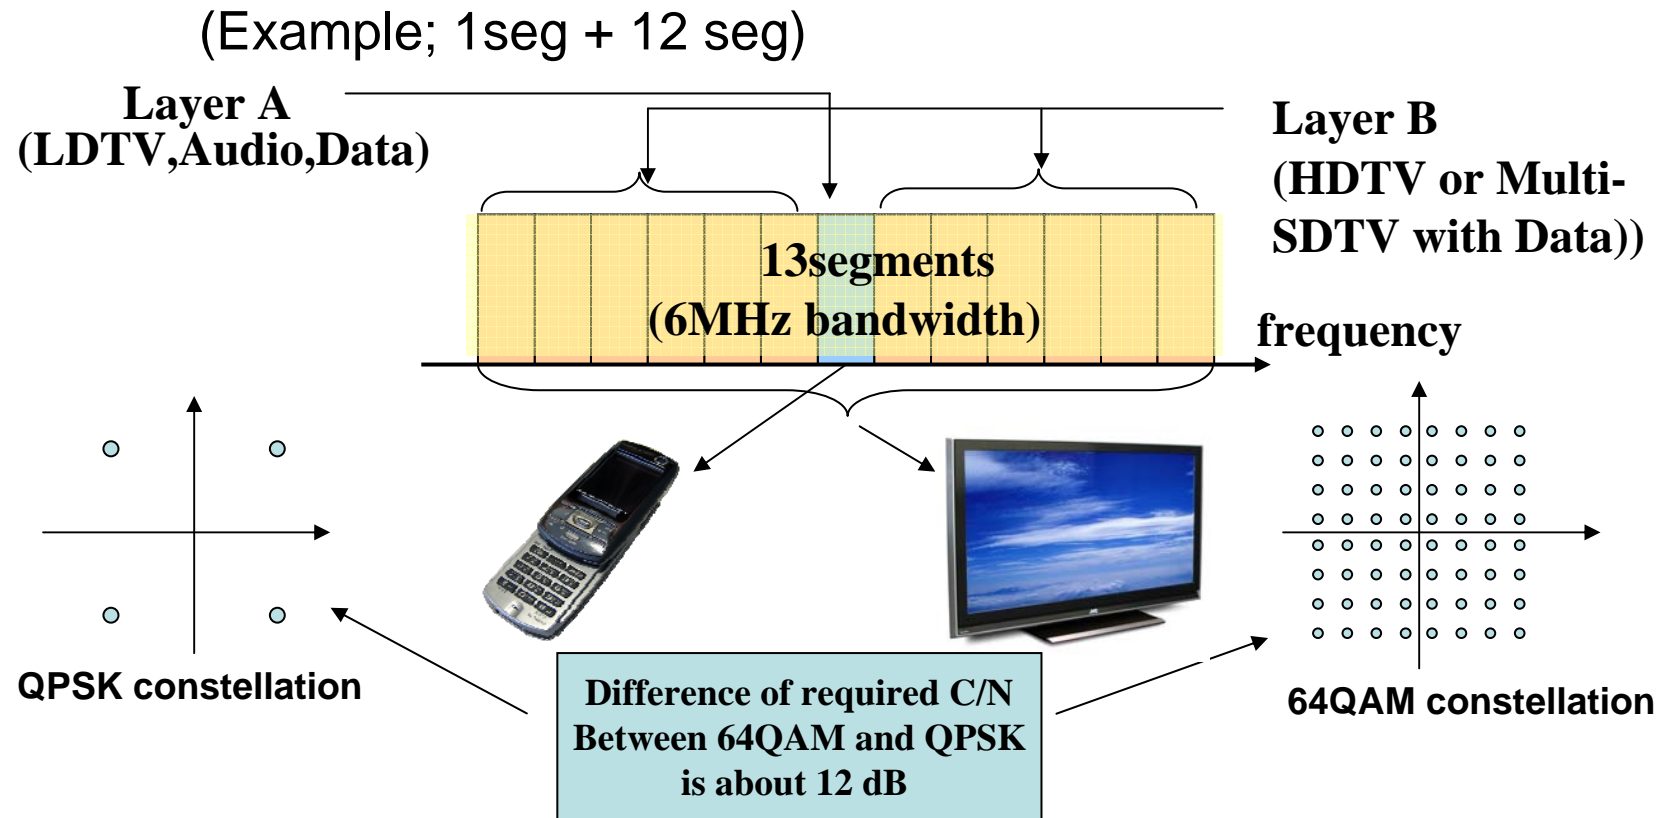 (Example; 1seg + 12 seg)
Layer A
(LDTV,Audio,Data)
Layer B
(HDTV or Multi-
SDTV with Data))
13segments
(6MHz bandwidth)
frequency
QPSK constellation
64QAM constellation
Difference of required C/N
Between 64QAM and QPSK
is about 12 dB